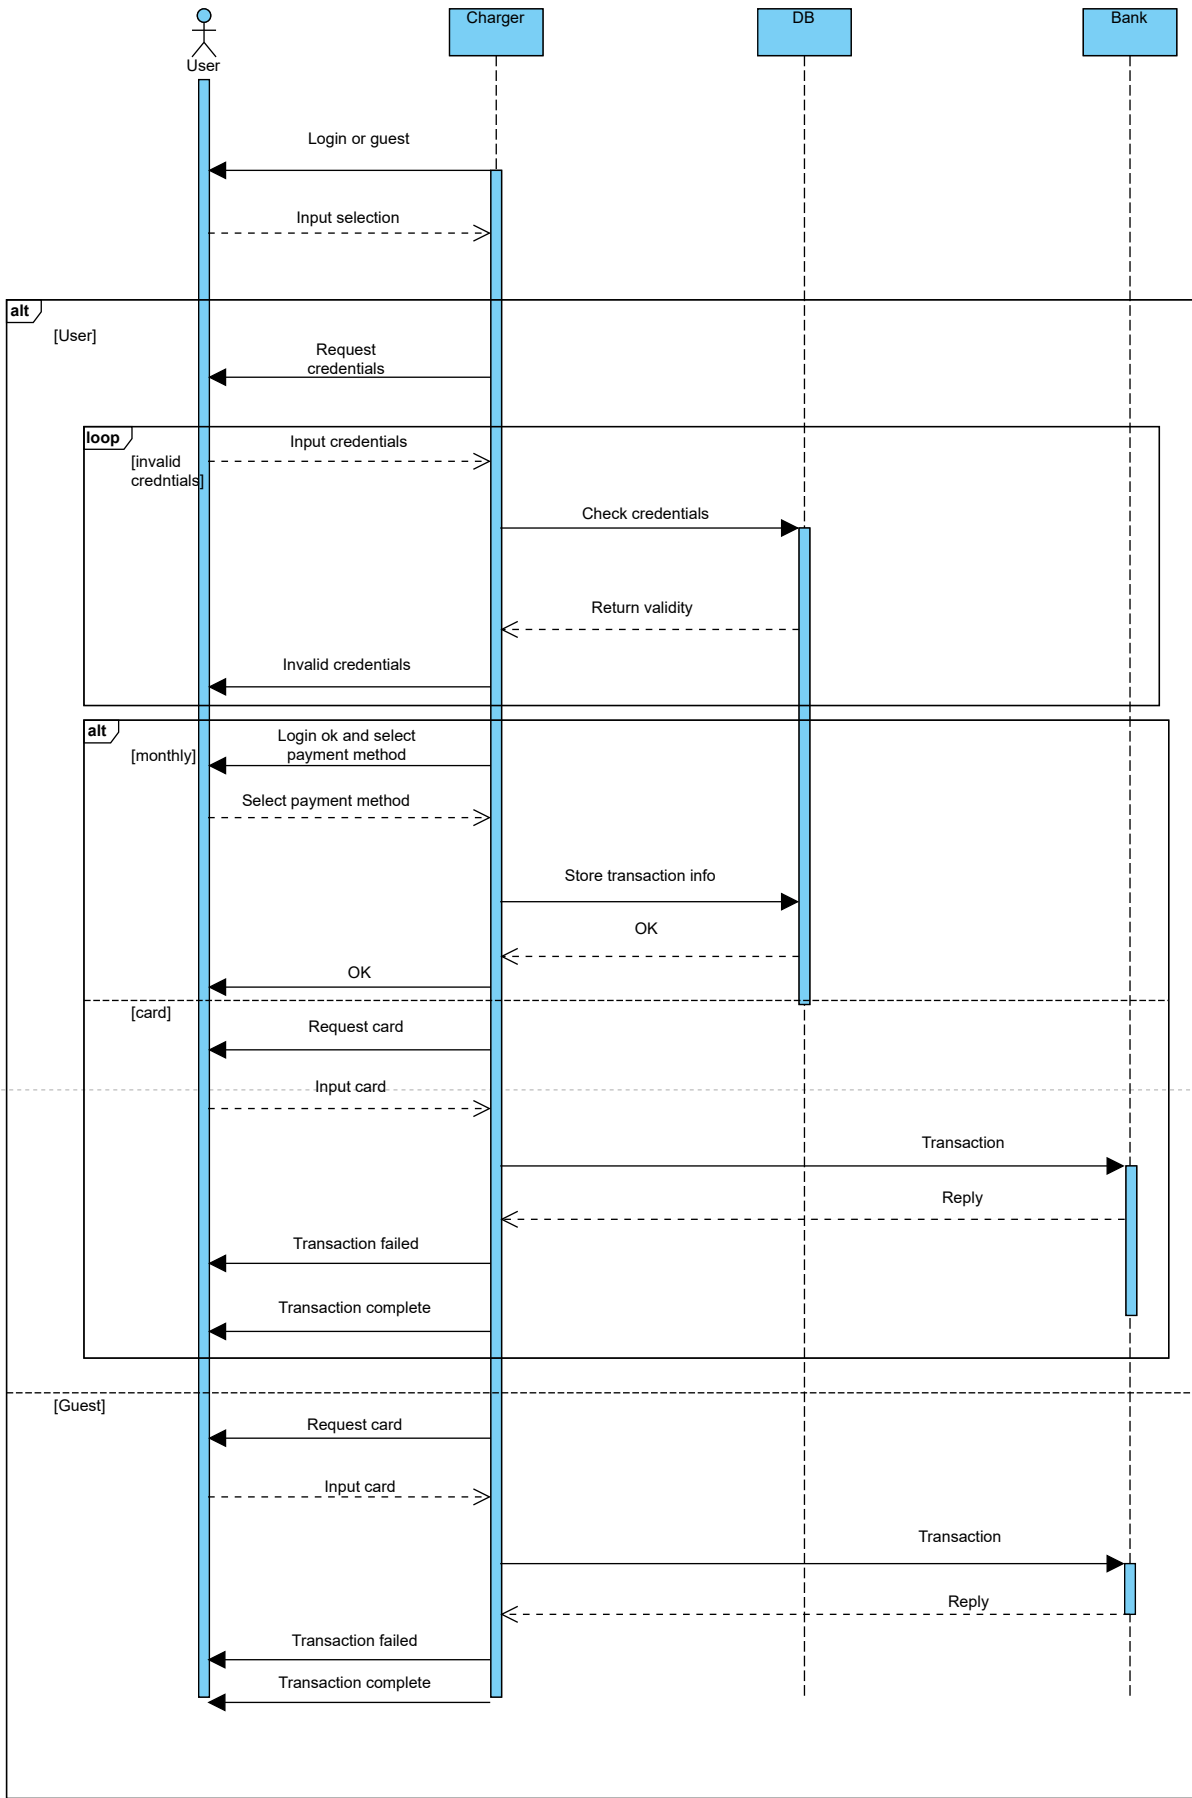 User
Charger
DB
Bank
Login or guest
Input selection
alt
[User]
Request
credentials
loop
[invalid
credntials]
Input credentials
Check credentials
Return validity
Invalid credentials
alt
[monthly]
Login ok and select
payment method
Select payment method
Store transaction info
OK
OK
[card]
Request card
Input card
Transaction
Reply
Transaction failed
Transaction complete
[Guest]
Request card
Input card
Transaction
Reply
Transaction failed
Transaction complete